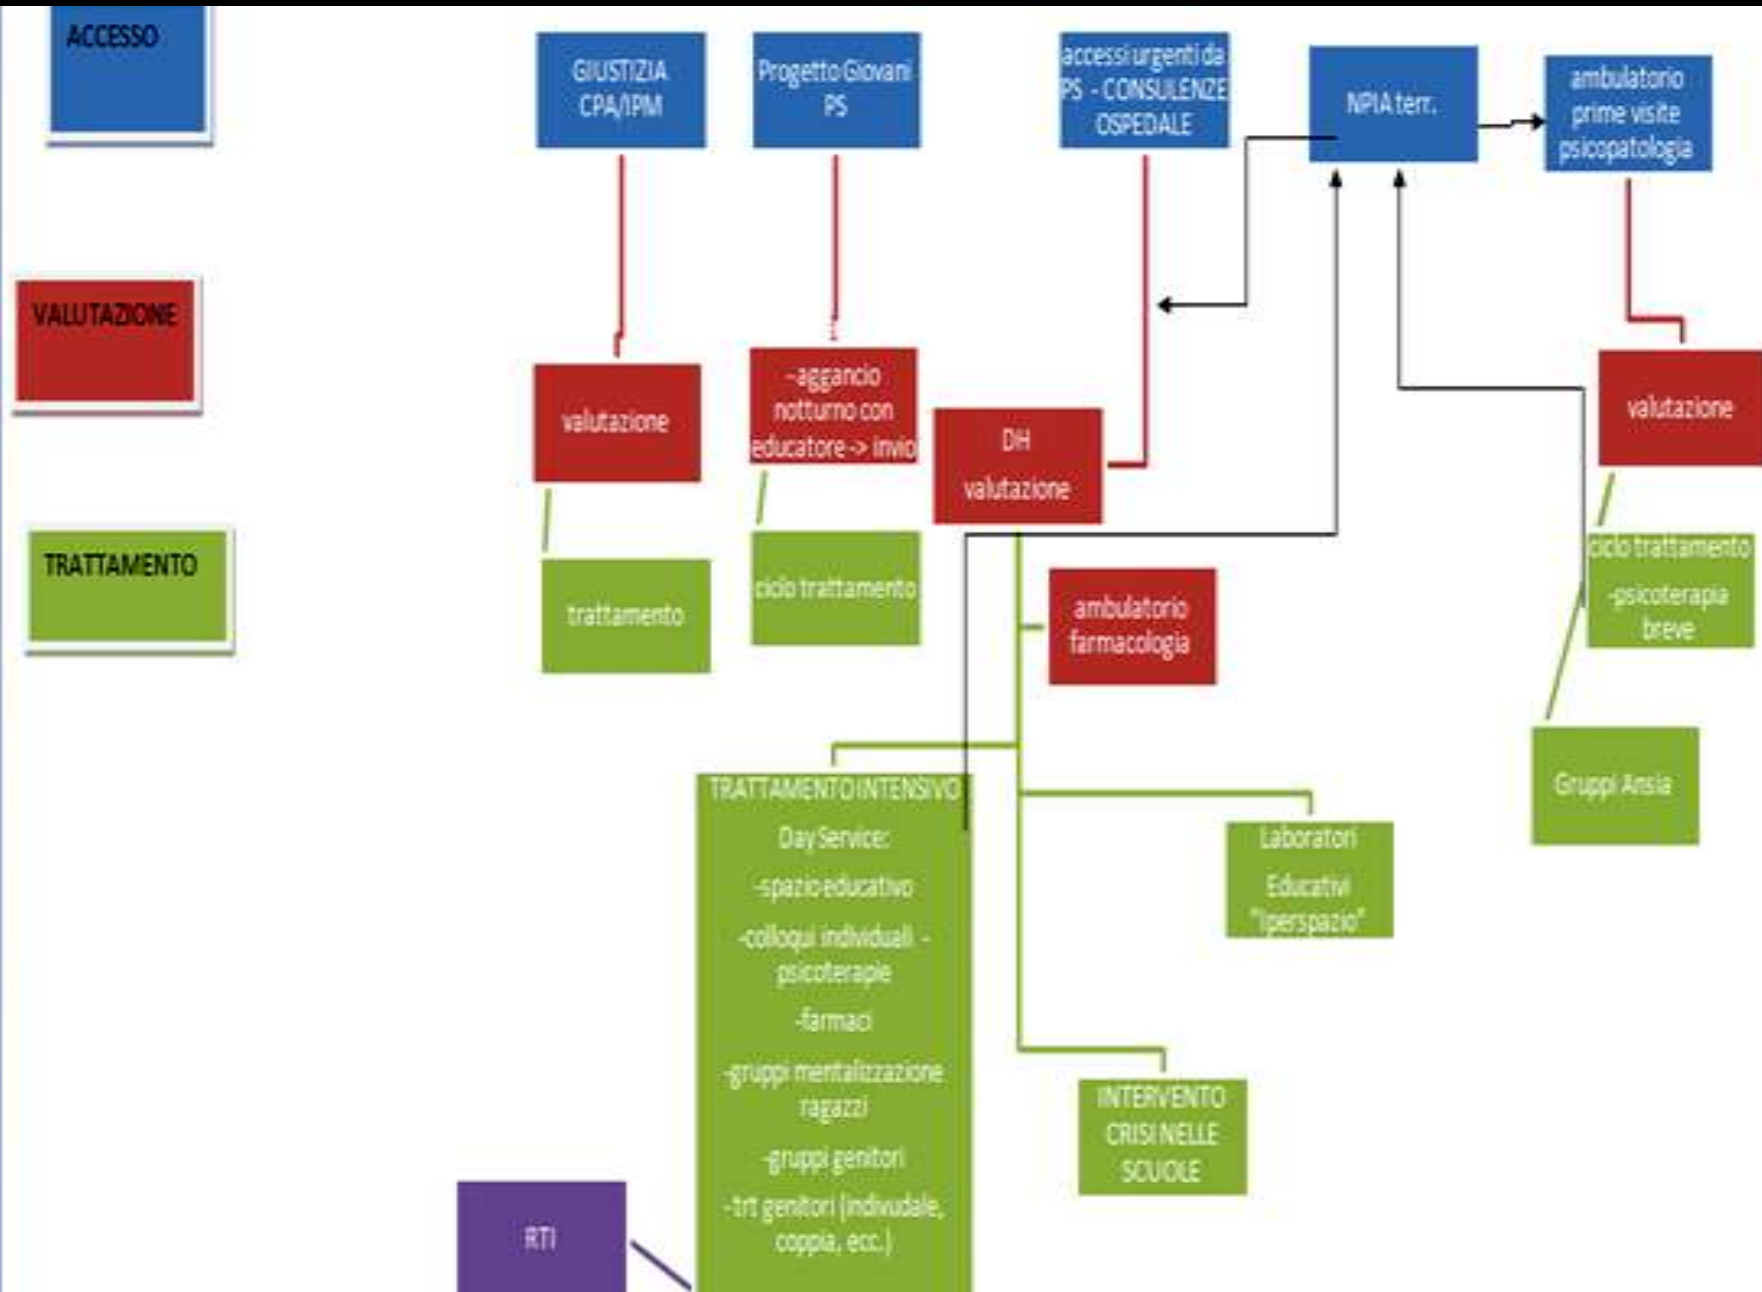 ACCESSO
GIUSTIZIA
CPA/IPM
Progetto Giovani
PS
accessi urgenti da
PS - CONSULENZE
OSPEDALE
NPIA terr.
ambulatorio
prime visite
psicopatologia
VALUTAZIONE
valutazione
-aggancio
notturno con
educatore -> invio
DH
valutazione
valutazione
TRATTAMENTO
trattamento
ciclo trattamento
ambulatorio
farmacologia
ciclo trattamento
-psicoterapia
breve
Gruppi Ansia
TRATTAMENTO INTENSIVO
Day Service:
-spazio educativo
-colloqui individuali -
psicoterapie
-farmaci
-gruppi mentalizzazione
ragazzi
-gruppi genitori
-trt genitori (indivudale,
coppia, ecc.)
Laboratori
Educativi
"Iperspazio"
INTERVENTO
CRISI NELLE
SCUOLE
RTI